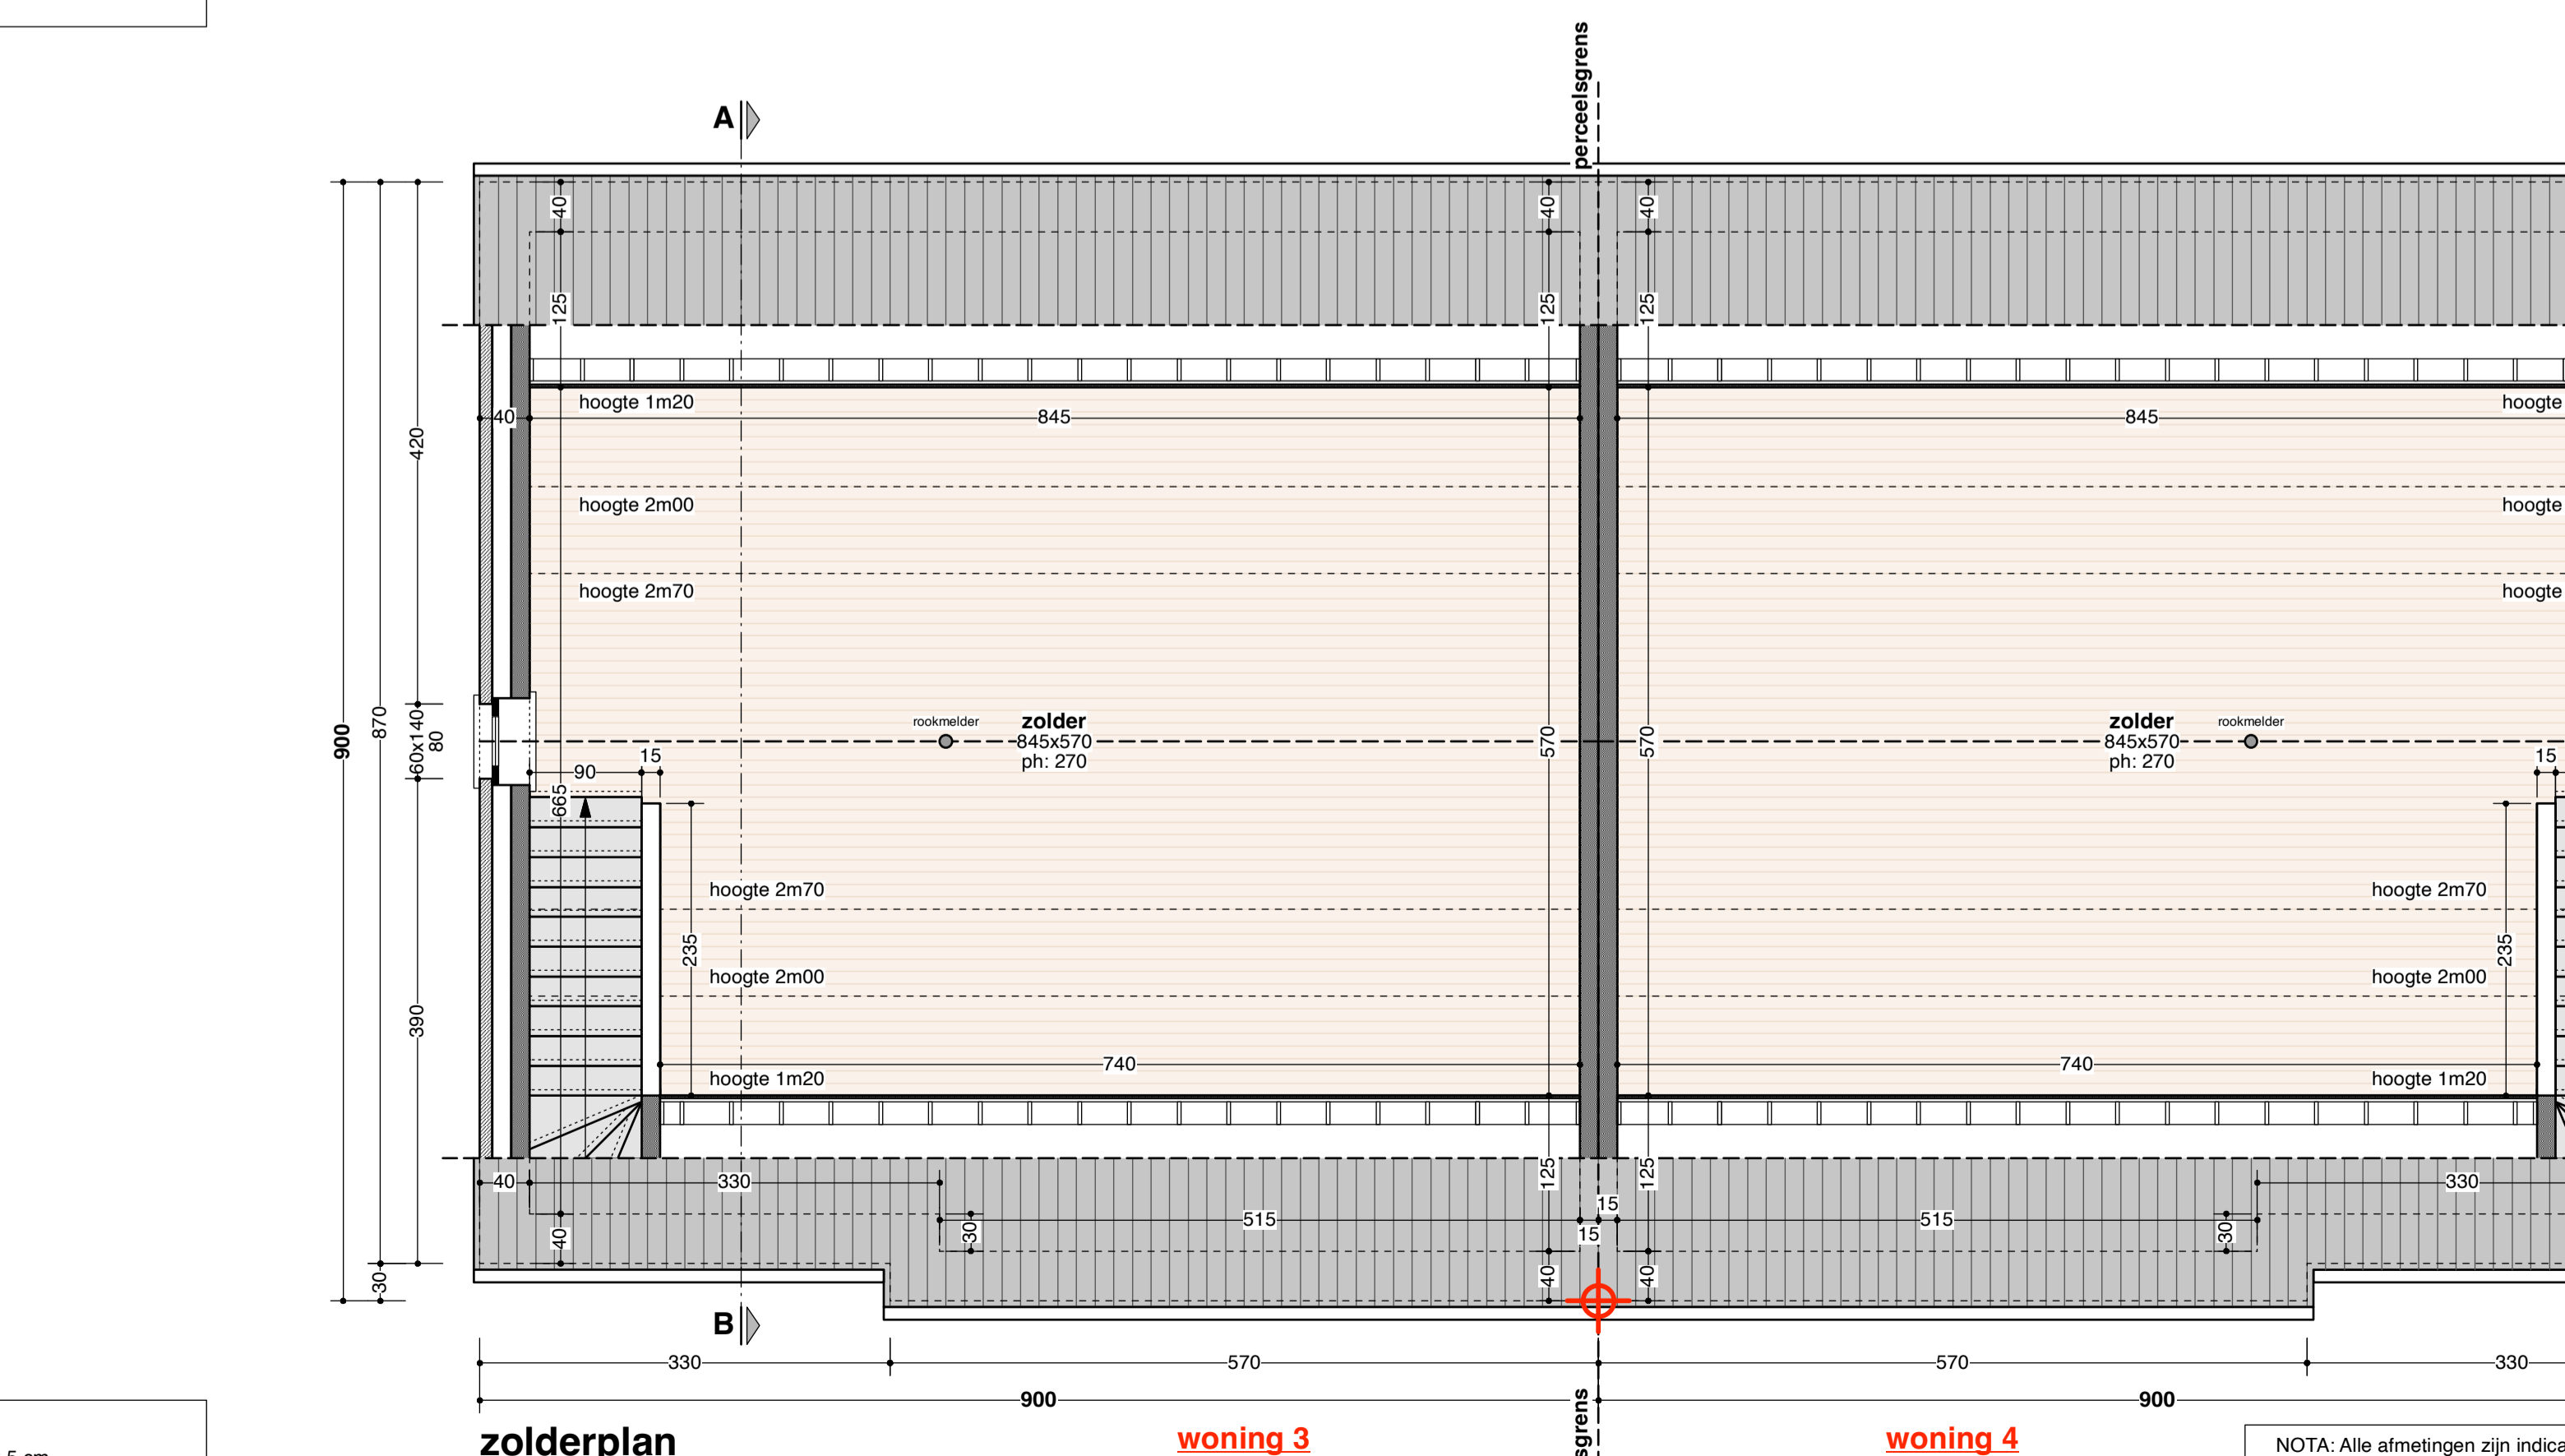 perceelsgrens
A
40
40
40
125
125
125
hoogte 1m20
hoogte
40
845
845
420
hoogte 2m00
hoogte
hoogte 2m70
hoogte
900
870
60x140
80
rookmelder
zolder
845x570
ph: 270
570
570
zolder
845x570
ph: 270
rookmelder
15
90
15
665
hoogte 2m70
hoogte 2m70
235
235
hoogte 2m00
hoogte 2m00
390
740
740
hoogte 1m20
hoogte 1m20
40
330
125
125
330
15
515
515
30
15
30
40
40
40
30
B
330
570
570
330
900
900
sgrens
zolderplan
woning 3
woning 4
NOTA: Alle afmetingen zijn indica